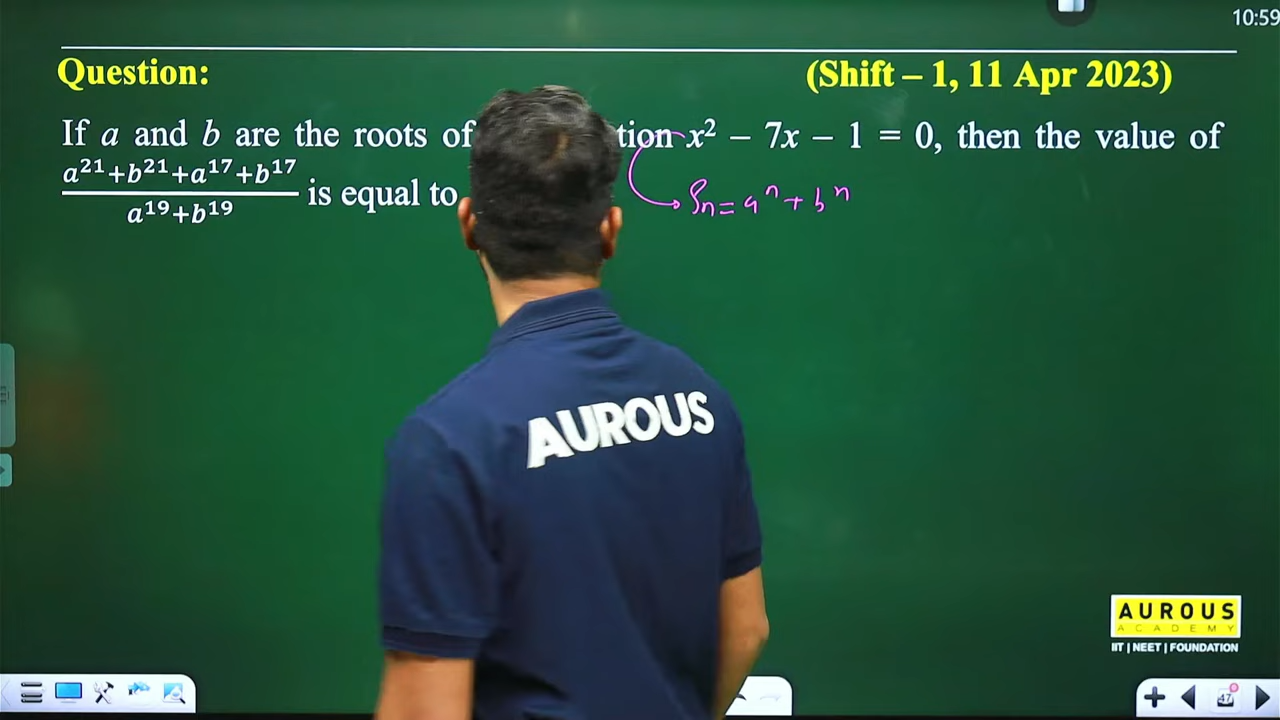 10:59
Question: (Shift – 1, 11 Apr 2023)
If a and b are the roots of tion x² – 7x – 1 = 0, then the value of
a²¹+b²¹+a¹⁷+b¹⁷
a¹⁹+b¹⁹
is equal to
Sn = aⁿ + bⁿ
AUROUS
AUROUS
ACADEMY
IIT | NEET | FOUNDATION
47